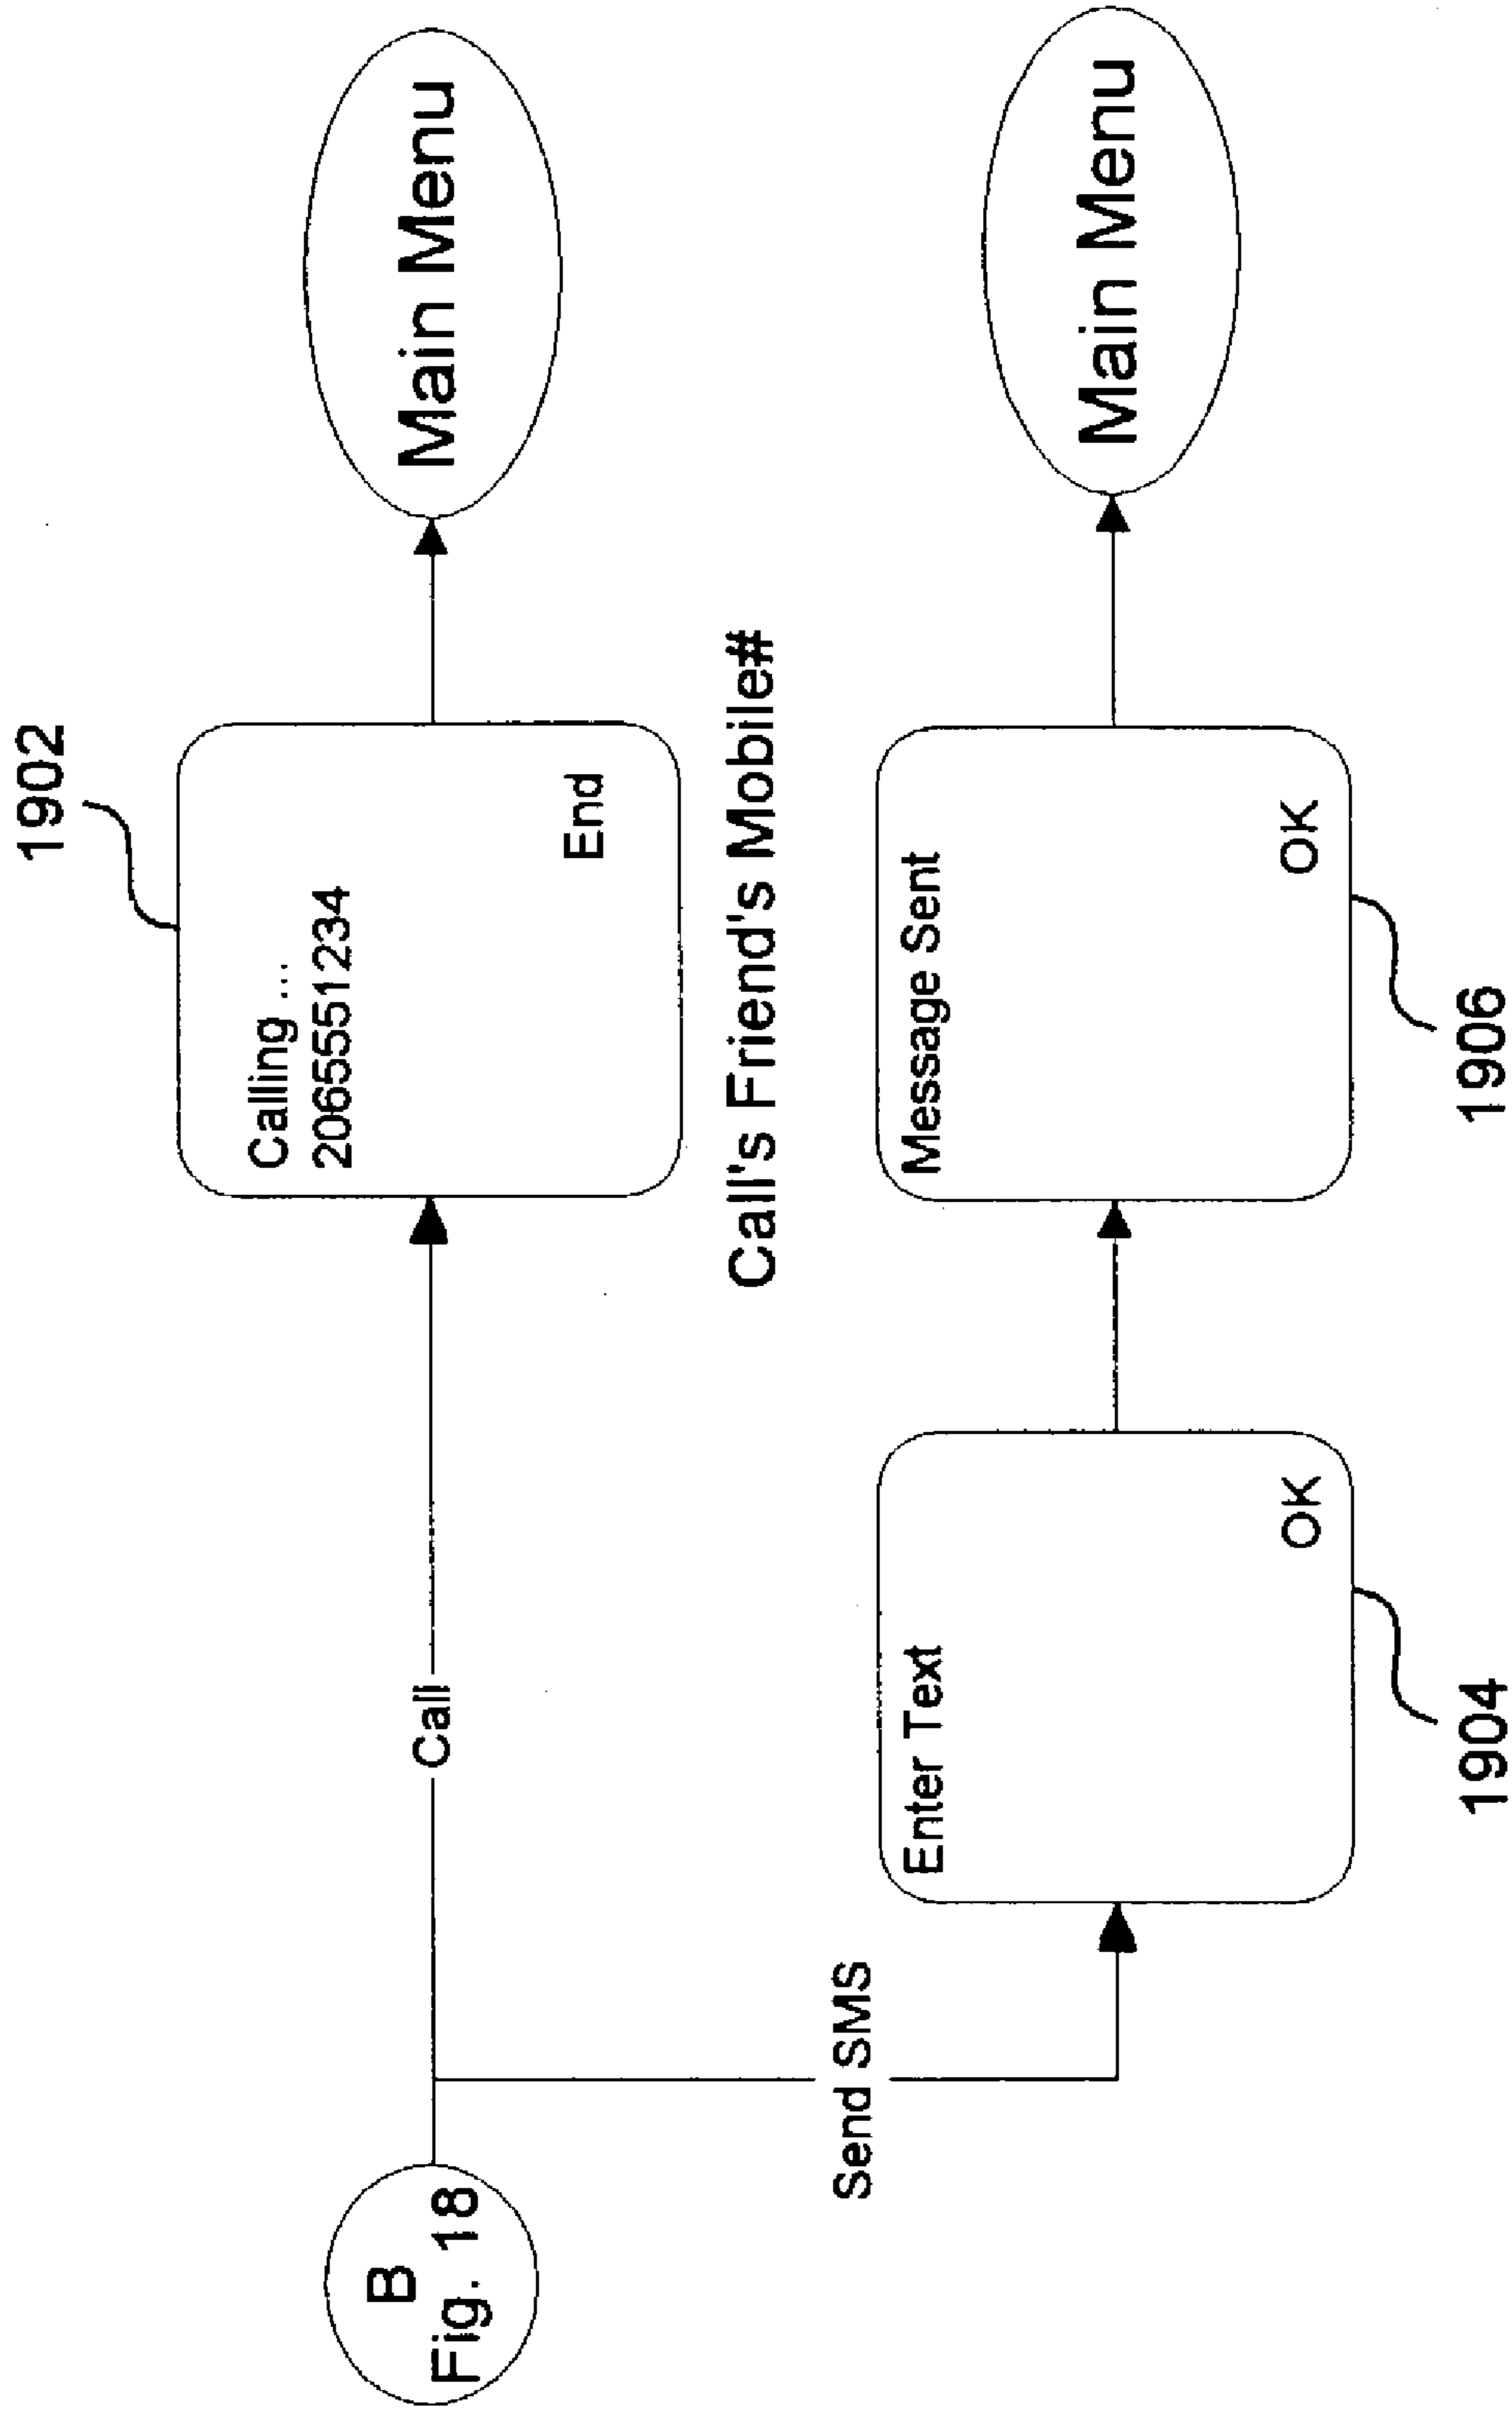 1902
B
Fig. 18
Call
Calling ...
2065551234
End
Main Menu
Call's Friend's Mobile#
Send SMS
Enter Text
OK
Message Sent
OK
Main Menu
1904
1906